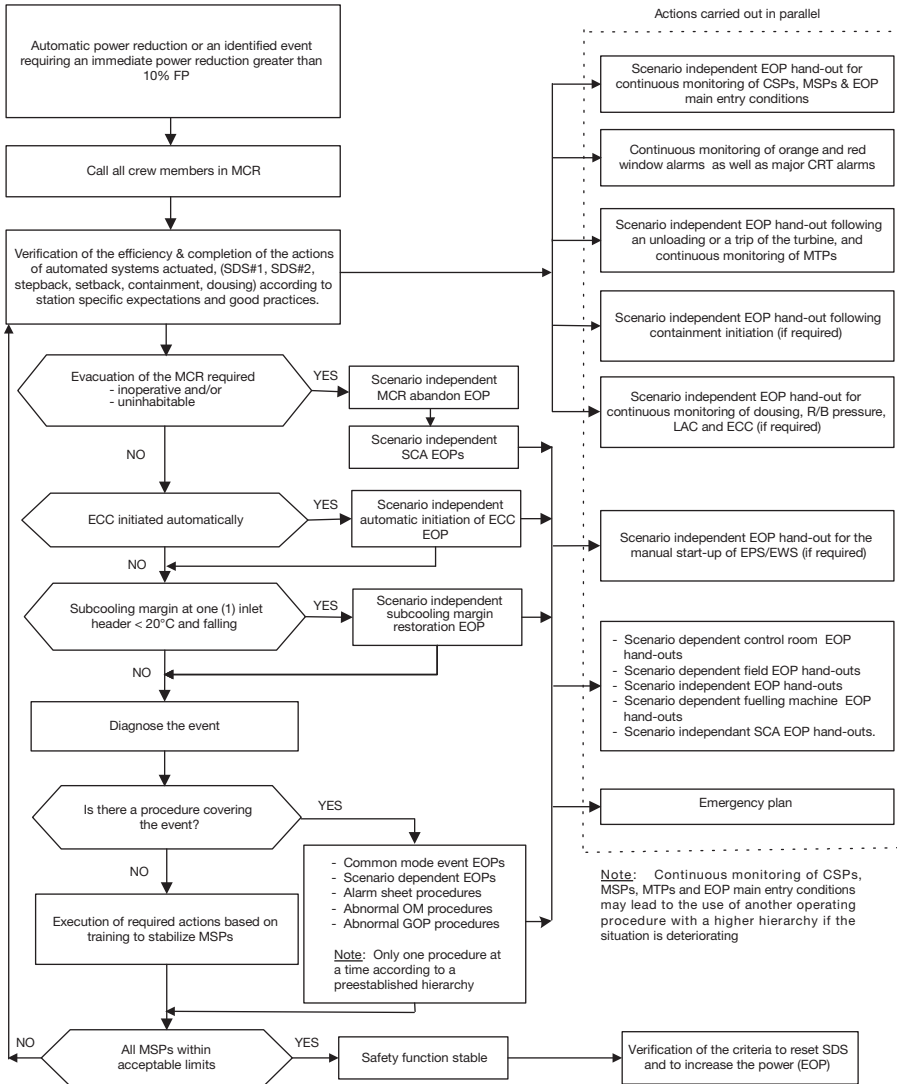 Actions carried out in parallel
Automatic power reduction or an identified event
requiring an immediate power reduction greater than
10% FP
Call all crew members in MCR
Verification of the efficiency & completion of the actions
of automated systems actuated, (SDS#1, SDS#2,
stepback, setback, containment, dousing) according to
station specific expectations and good practices.
Evacuation of the MCR required
- inoperative and/or
- uninhabitable
YES
Scenario independent
MCR abandon EOP
Scenario independent
SCA EOPs
NO
ECC initiated automatically
YES
Scenario independent
automatic initiation of ECC
EOP
NO
Subcooling margin at one (1) inlet
header < 20°C and falling
YES
Scenario independent
subcooling margin
restoration EOP
NO
Diagnose the event
Is there a procedure covering
the event?
YES
NO
- Common mode event EOPs
- Scenario dependent EOPs
- Alarm sheet procedures
- Abnormal OM procedures
- Abnormal GOP procedures
Note: Only one procedure at
a time according to a
preestablished hierarchy
Execution of required actions based on
training to stabilize MSPs
NO
All MSPs within
acceptable limits
YES
Safety function stable
Verification of the criteria to reset SDS
and to increase the power (EOP)
Scenario independent EOP hand-out for
continuous monitoring of CSPs, MSPs & EOP
main entry conditions
Continuous monitoring of orange and red
window alarms as well as major CRT alarms
Scenario independent EOP hand-out following
an unloading or a trip of the turbine, and
continuous monitoring of MTPs
Scenario independent EOP hand-out following
containment initiation (if required)
Scenario independent EOP hand-out for
continuous monitoring of dousing, R/B pressure,
LAC and ECC (if required)
Scenario independent EOP hand-out for the
manual start-up of EPS/EWS (if required)
- Scenario dependent control room EOP
hand-outs
- Scenario dependent field EOP hand-outs
- Scenario independent EOP hand-outs
- Scenario dependent fuelling machine EOP
hand-outs
- Scenario independant SCA EOP hand-outs.
Emergency plan
Note: Continuous monitoring of CSPs,
MSPs, MTPs and EOP main entry conditions
may lead to the use of another operating
procedure with a higher hierarchy if the
situation is deteriorating